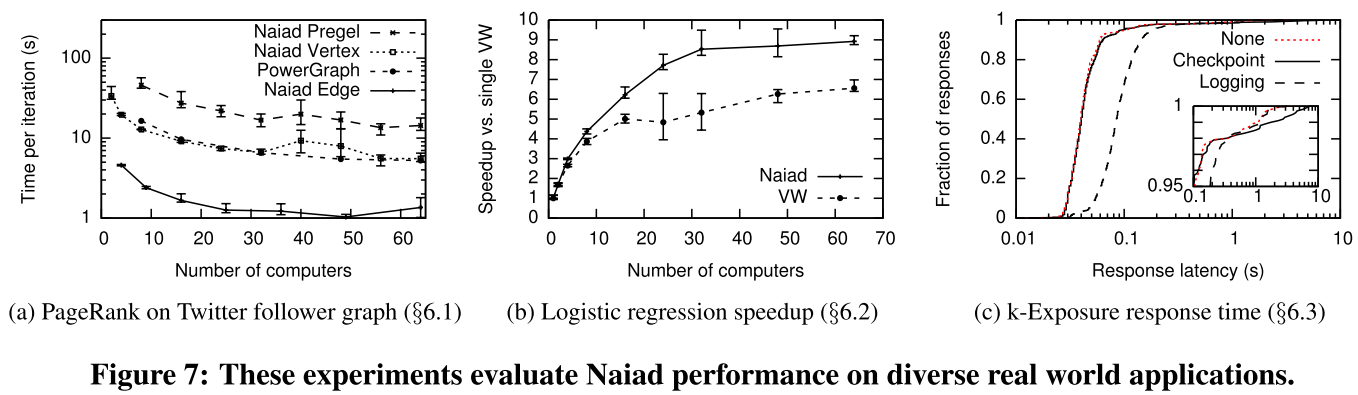 Time per iteration (s)
100
10
1
0 10 20 30 40 50 60
Number of computers
Naiad Pregel
Naiad Vertex
PowerGraph
Naiad Edge
(a) PageRank on Twitter follower graph (§6.1)
Speedup vs. single VW
10
9
8
7
6
5
4
3
2
1
0
0 10 20 30 40 50 60 70
Number of computers
Naiad
VW
(b) Logistic regression speedup (§6.2)
Fraction of responses
1
0.8
0.6
0.4
0.2
0
0.01 0.1 1 10
Response latency (s)
None
Checkpoint
Logging
1
0.95
0.1 1 10
(c) k-Exposure response time (§6.3)
Figure 7: These experiments evaluate Naiad performance on diverse real world applications.